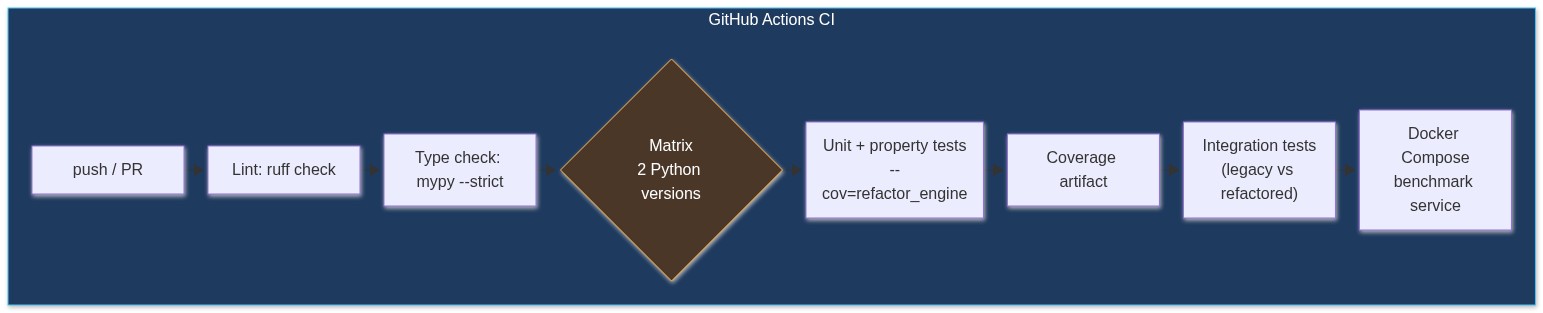 GitHub Actions CI
push / PR
Lint: ruff check
Type check:
mypy --strict
Matrix
2 Python
versions
Unit + property tests
--
cov=refactor_engine
Coverage
artifact
Integration tests
(legacy vs
refactored)
Docker
Compose
benchmark
service